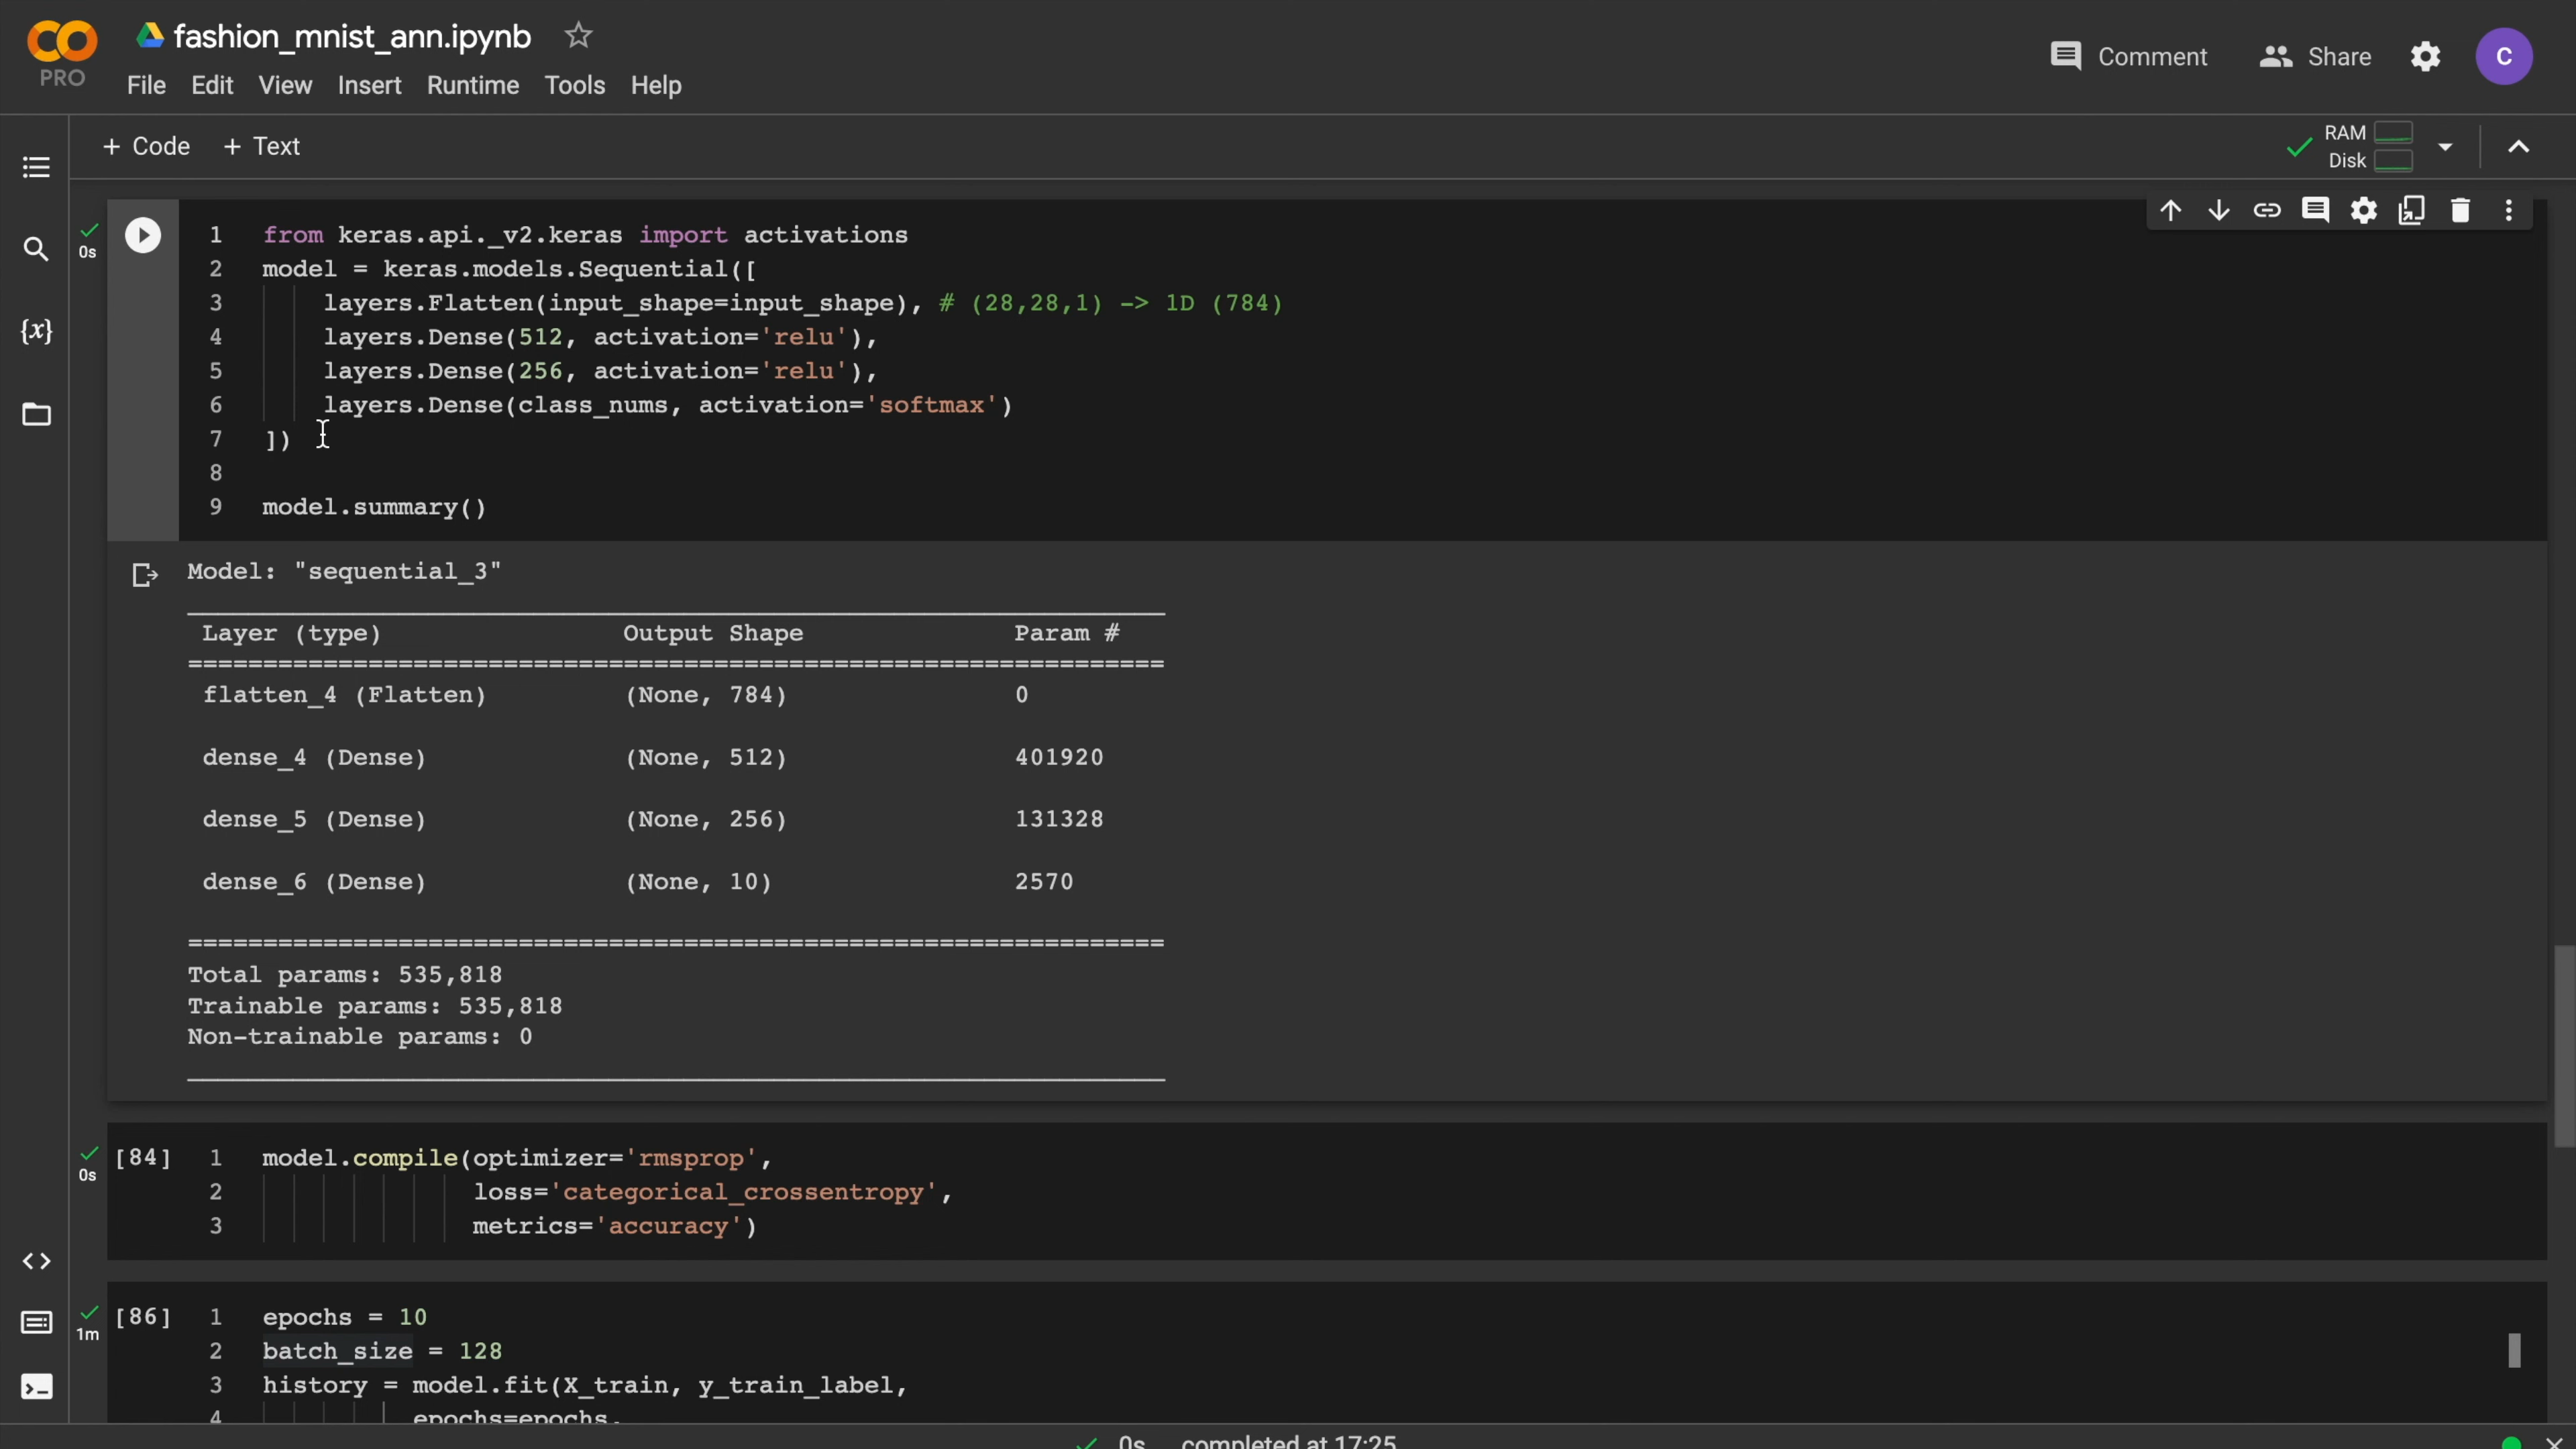 fashion_mnist_ann.ipynb
PRO
File Edit View Insert Runtime Tools Help
Comment
Share
C
+ Code + Text
RAM
Disk
0s
1 from keras.api._v2.keras import activations
2 model = keras.models.Sequential([
3 layers.Flatten(input_shape=input_shape), # (28,28,1) -> 1D (784)
4 layers.Dense(512, activation='relu'),
5 layers.Dense(256, activation='relu'),
6 layers.Dense(class_nums, activation='softmax')
7 ])
8
9 model.summary()
{x}
Model: "sequential_3"
Layer (type) Output Shape Param #
=================================================================
flatten_4 (Flatten) (None, 784) 0
dense_4 (Dense) (None, 512) 401920
dense_5 (Dense) (None, 256) 131328
dense_6 (Dense) (None, 10) 2570
=================================================================
Total params: 535,818
Trainable params: 535,818
Non-trainable params: 0
0s
[84] 1 model.compile(optimizer='rmsprop',
2 loss='categorical_crossentropy',
3 metrics='accuracy')
1m
[86] 1 epochs = 10
2 batch_size = 128
3 history = model.fit(X_train, y_train_label,
4 epochs=epochs,
0s completed at 17:25